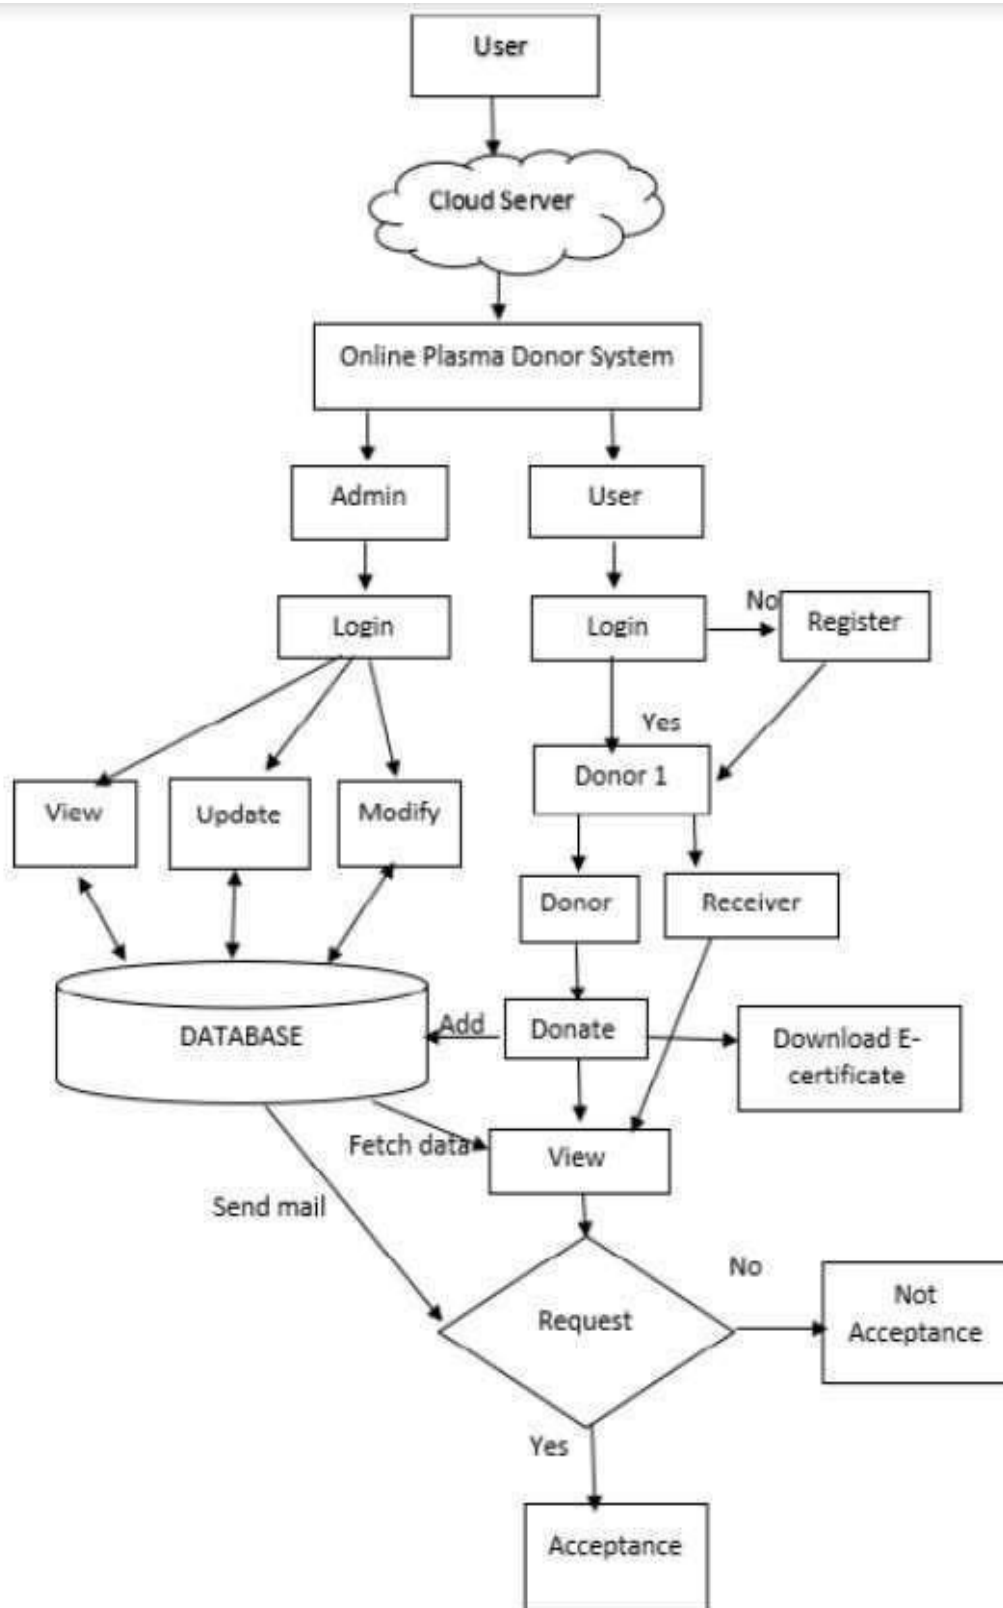 User
Cloud Server
Online Plasma Donor System
Admin
User
Login
Login
No
Register
Yes
Donor 1
View
Update
Modify
Donor
Receiver
DATABASE
Add
Donate
Download E-
certificate
Fetch data
View
Send mail
Request
No
Not
Acceptance
Yes
Acceptance